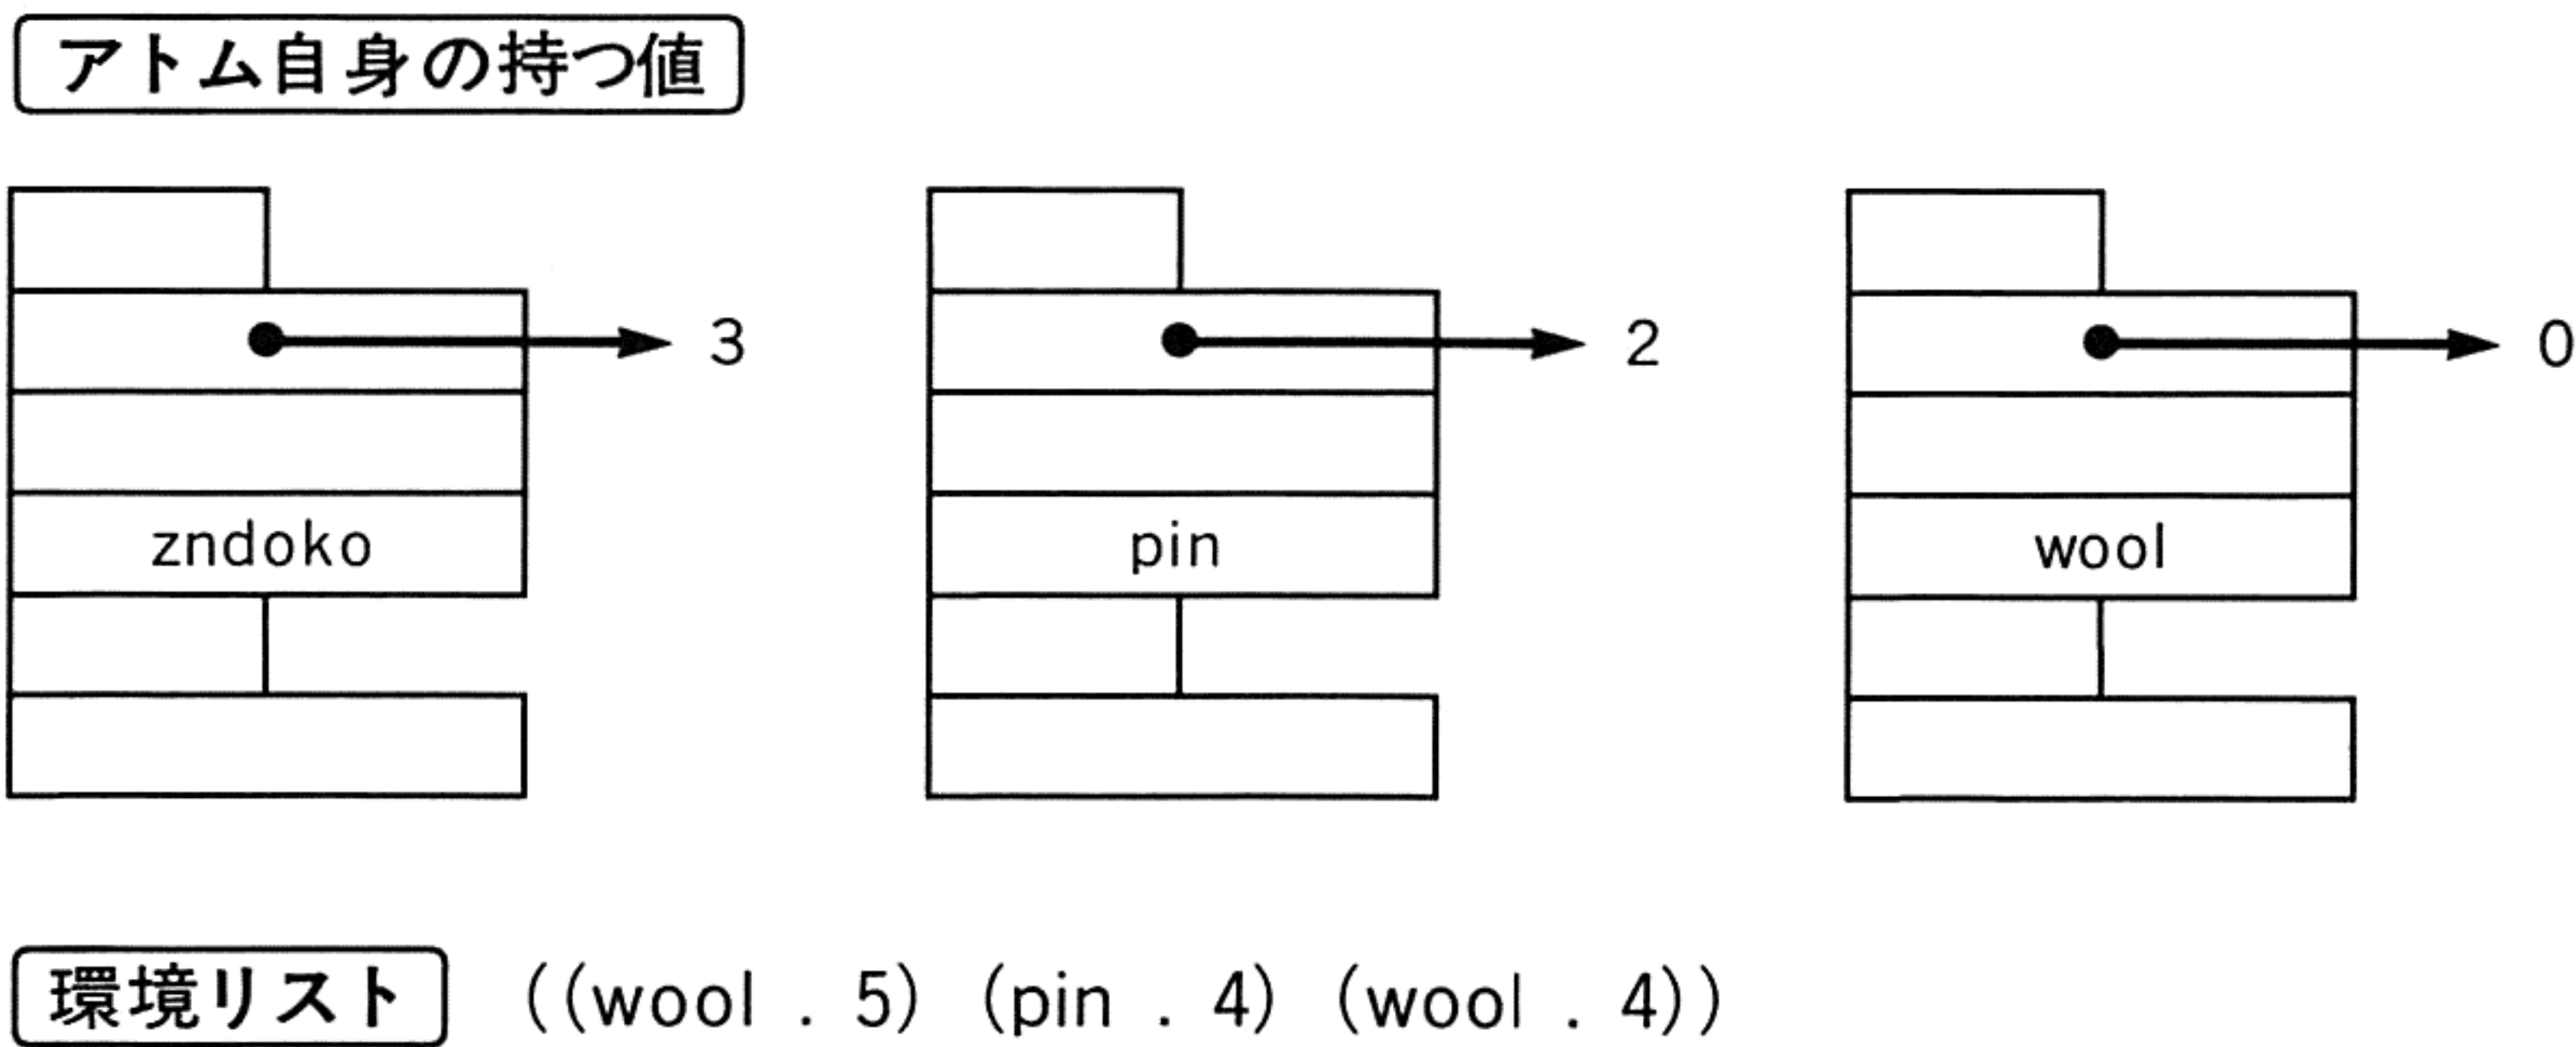 アトム自身の持つ値
3 2 0
zndoko pin wool
環境リスト ((wool . 5) (pin . 4) (wool . 4))